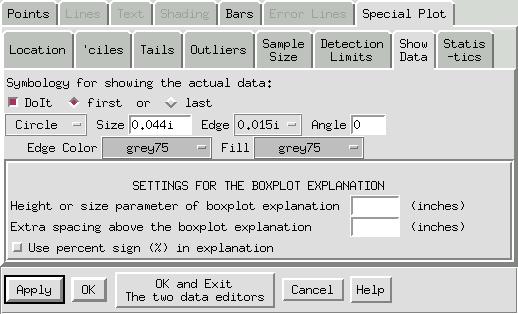 Points Lines Text Shading Bars Error Lines Special Plot
Location 'ciles Tails Outliers Sample Size Detection Limits Show Data Statis -tics
Symbology for showing the actual data:
DoIt first or last
Circle Size 0.044i Edge 0.015i Angle 0
Edge Color grey75 Fill grey75
SETTINGS FOR THE BOXPLOT EXPLANATION
Height or size parameter of boxplot explanation (inches)
Extra spacing above the boxplot explanation (inches)
Use percent sign (%) in explanation
Apply OK OK and Exit The two data editors Cancel Help